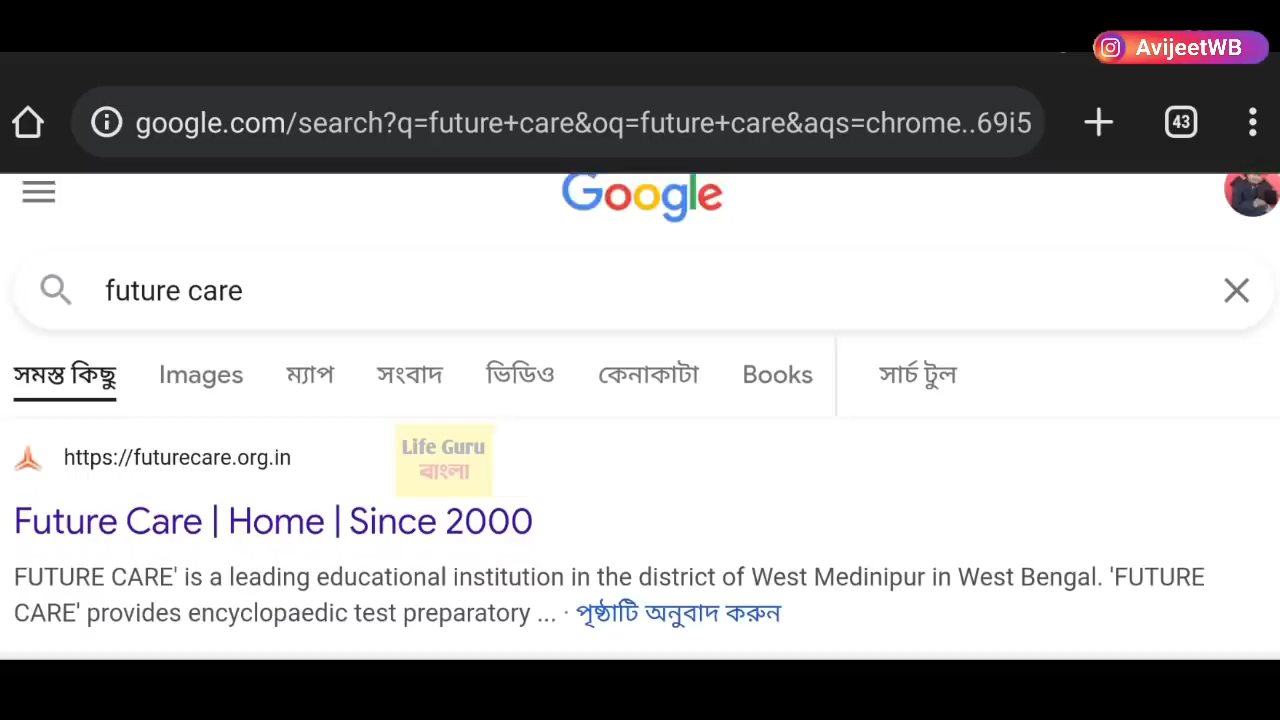 AvijeetWB
google.com/search?q=future+care&oq=future+care&aqs=chrome..69i5
43
Google
future care
সমস্ত কিছু Images ম্যাপ সংবাদ ভিডিও কেনাকাটা Books সার্চ টুল
https://futurecare.org.in
Life Guru
বাংলা
Future Care | Home | Since 2000
FUTURE CARE' is a leading educational institution in the district of West Medinipur in West Bengal. 'FUTURE
CARE' provides encyclopaedic test preparatory ... · পৃষ্ঠাটি অনুবাদ করুন